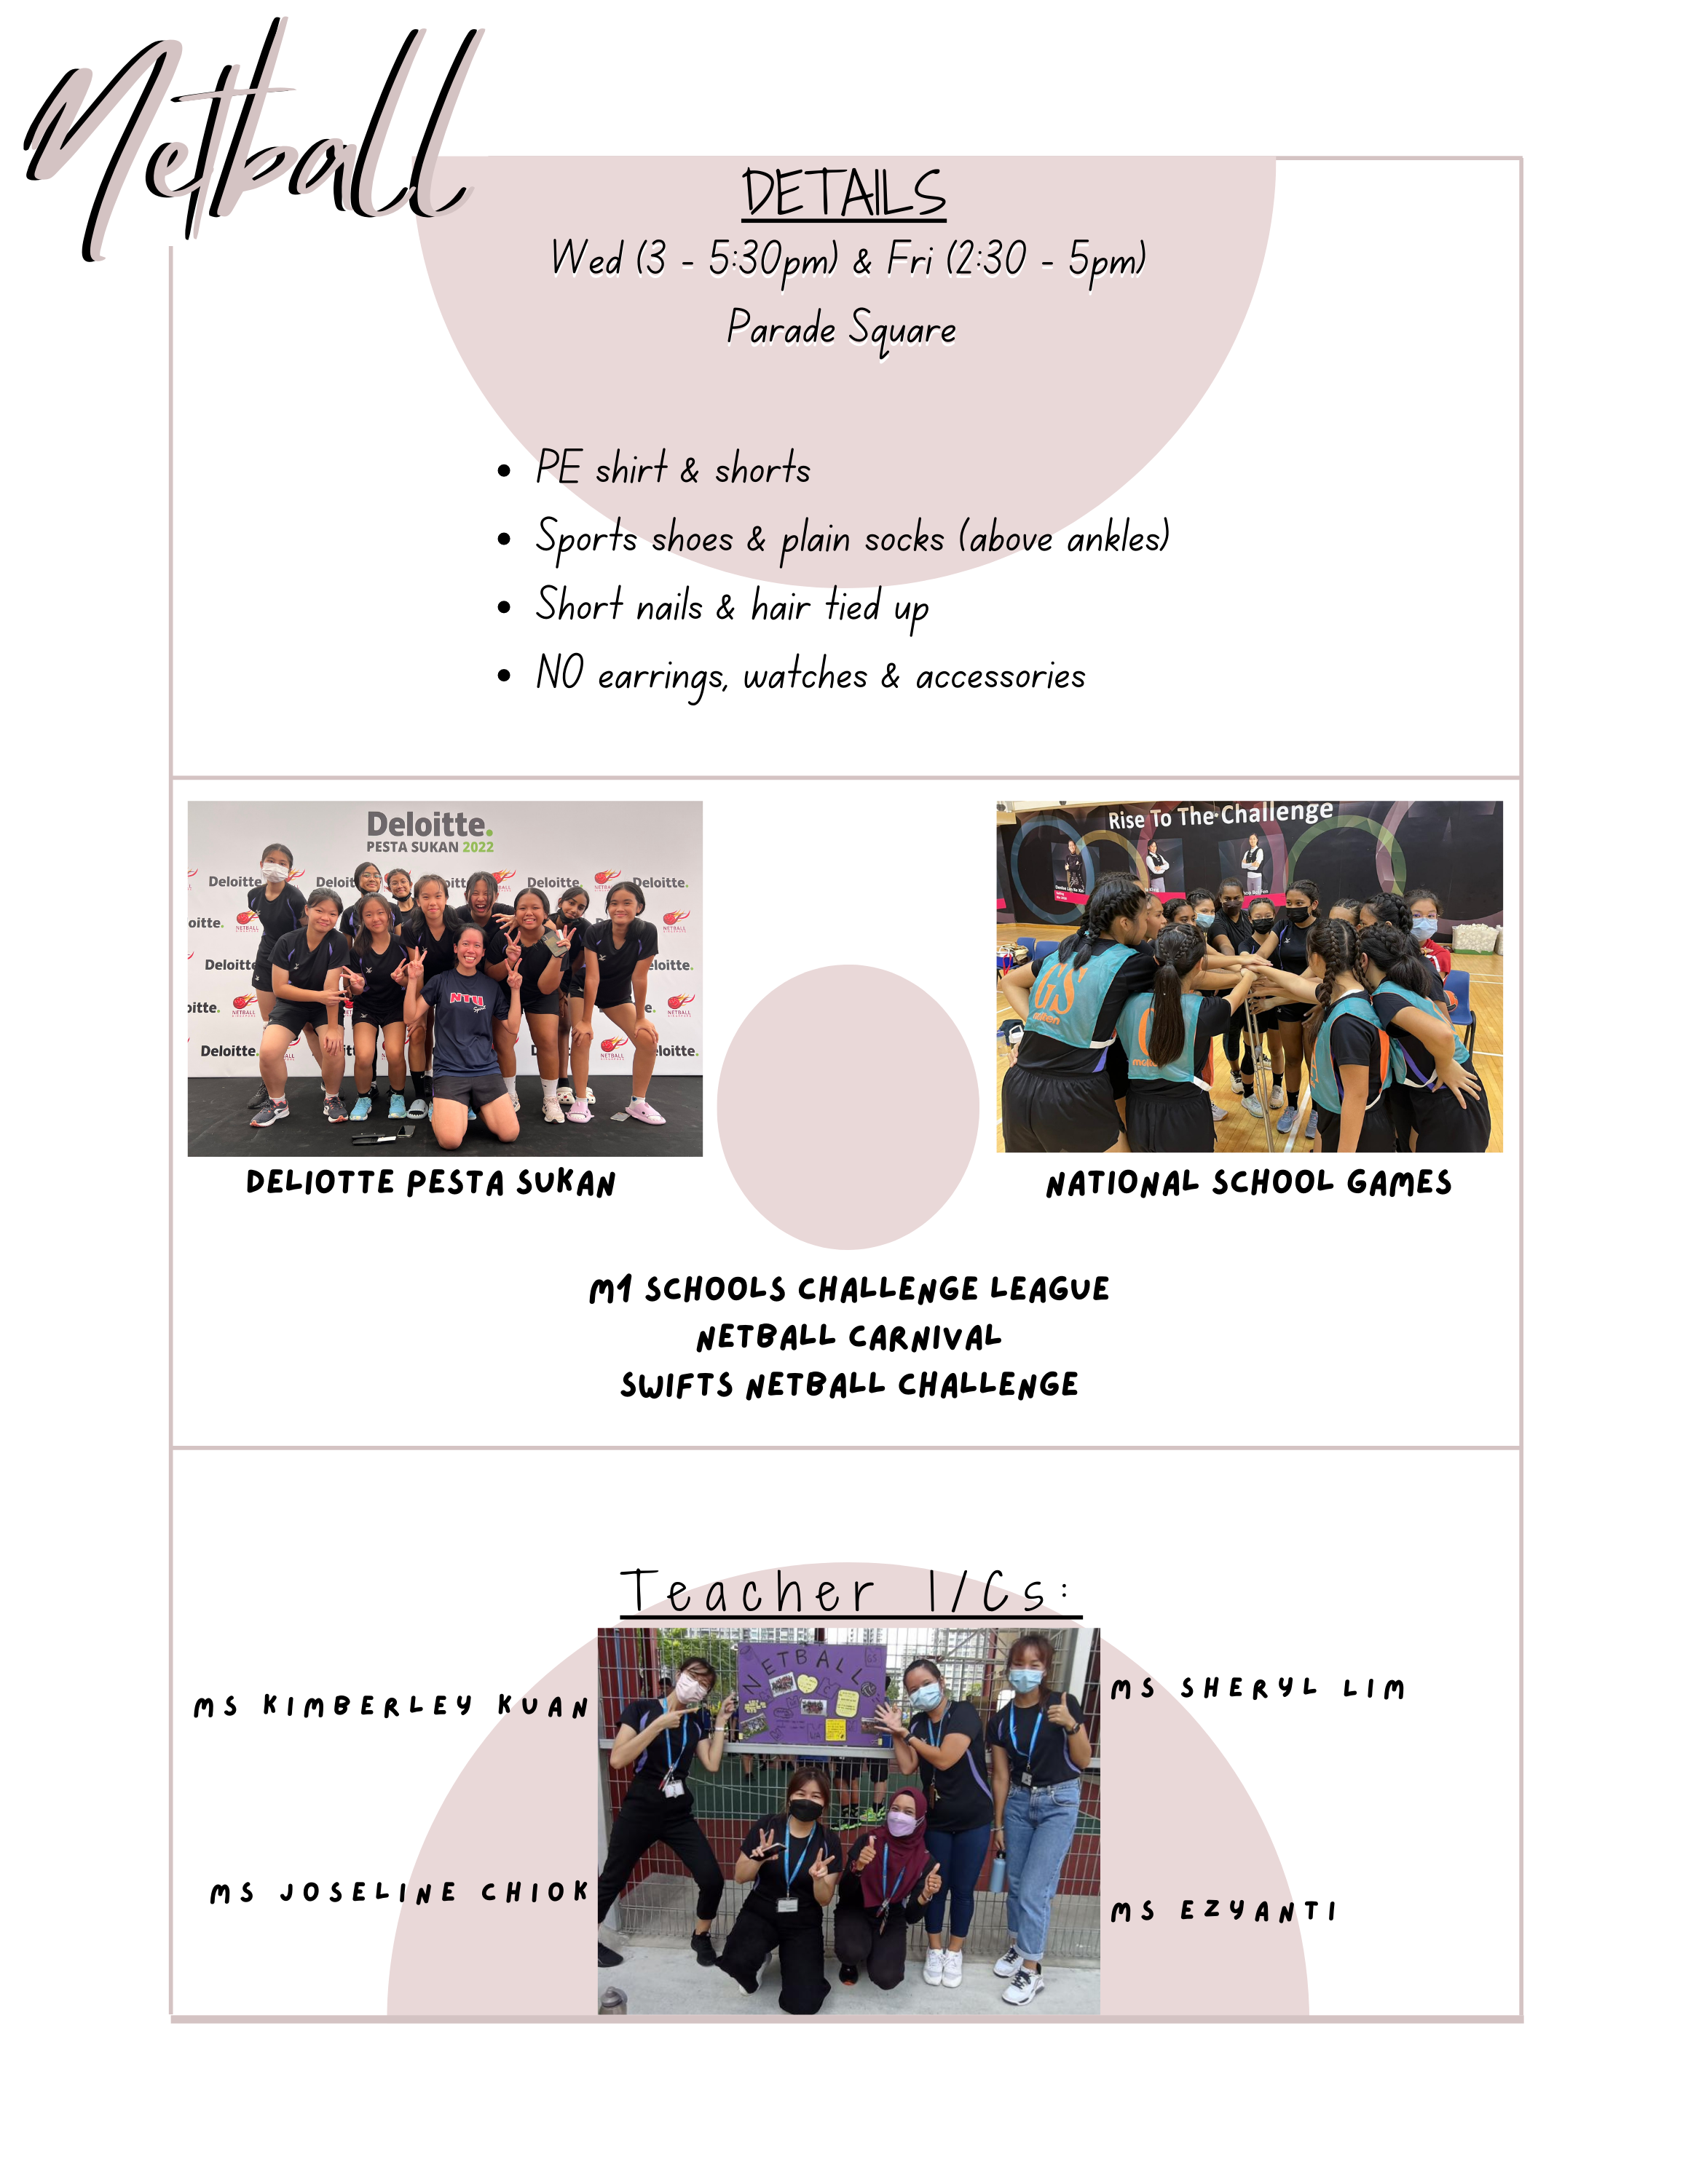 Netball
DETAILS
Wed (3 - 5:30pm) & Fri (2:30 - 5pm)
Parade Square
• PE shirt & shorts
• Sports shoes & plain socks (above ankles)
• Short nails & hair tied up
• NO earrings, watches & accessories
Deloitte.
PESTA SUKAN 2022
Rise To The Challenge
NTU
GS
DELIOTTE PESTA SUKAN
NATIONAL SCHOOL GAMES
M1 SCHOOLS CHALLENGE LEAGUE
NETBALL CARNIVAL
SWIFTS NETBALL CHALLENGE
Teacher I/Cs:
NETBALL
MS KIMBERLEY KUAN
MS SHERYL LIM
MS JOSELINE CHIOK
MS EZYANTI